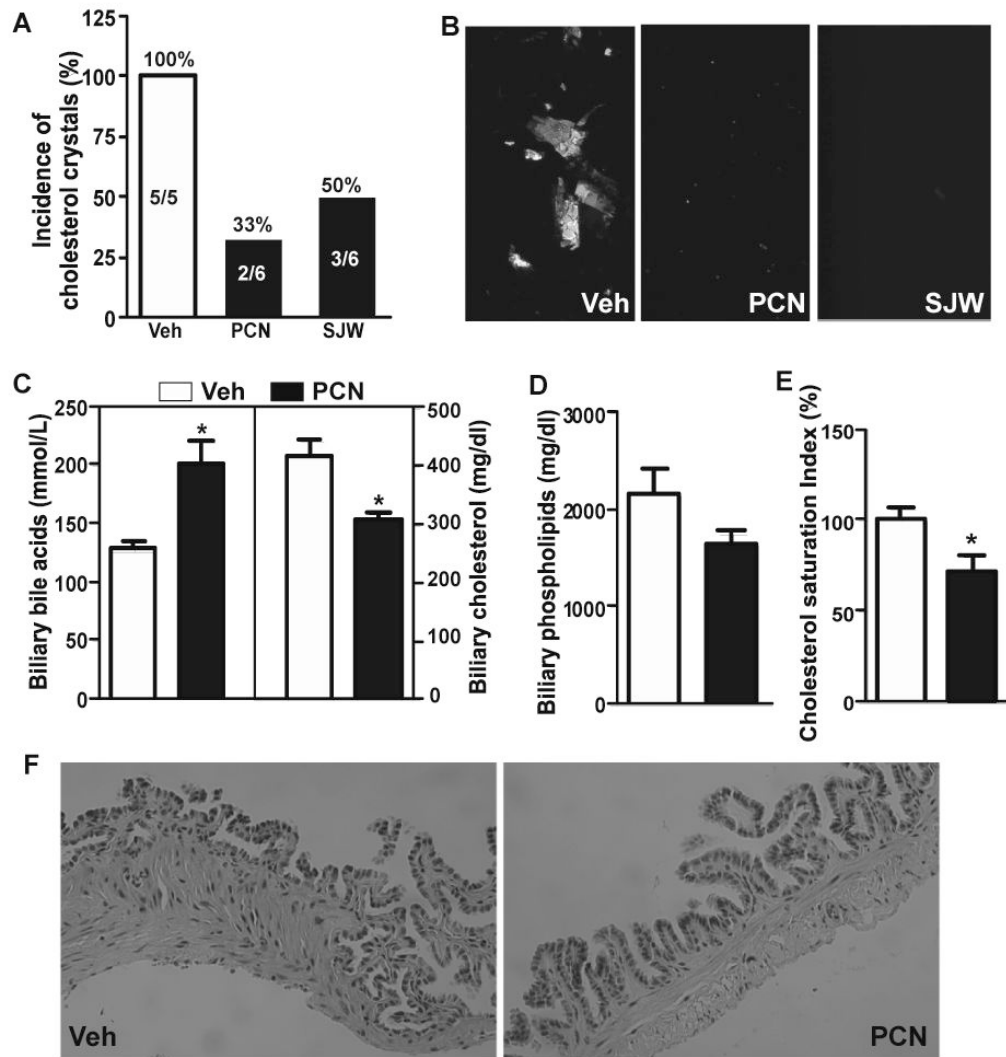 A
Incidence of
cholesterol crystals (%)
125
100
75
50
25
0
100%
5/5
33%
2/6
50%
3/6
Veh
PCN
SJW
B
Veh
PCN
SJW
C
Veh
PCN
Biliary bile acids (mmol/L)
250
200
150
100
50
0
*
*
500
400
300
200
100
0
Biliary cholesterol (mg/dl)
D
Biliary phospholipids (mg/dl)
3000
2000
1000
0
E
Cholesterol saturation Index (%)
150
100
50
0
*
F
Veh
PCN